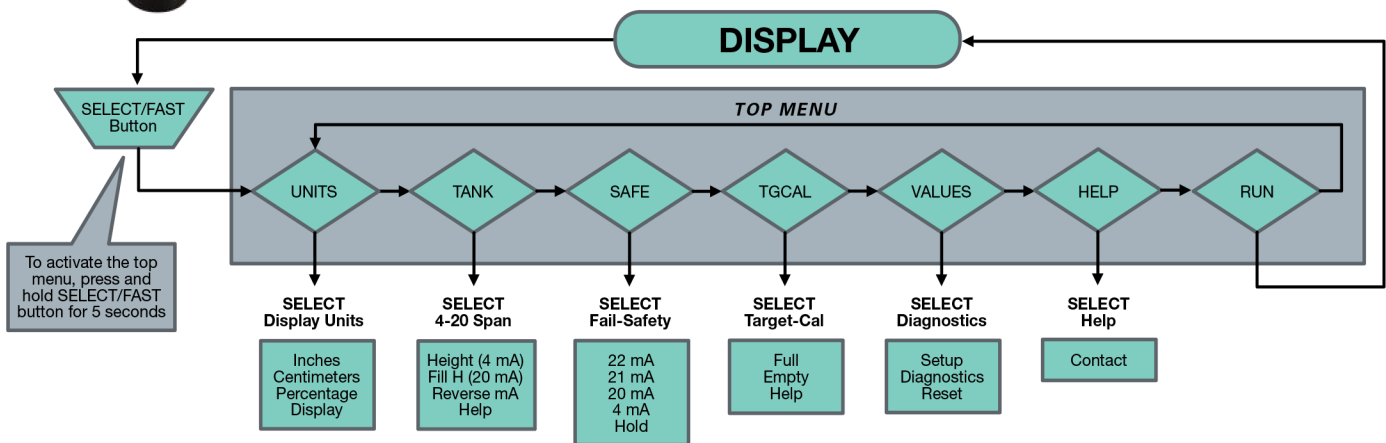 DISPLAY
SELECT/FAST
Button
TOP MENU
UNITS
TANK
SAFE
TGCAL
VALUES
HELP
RUN
To activate the top
menu, press and
hold SELECT/FAST
button for 5 seconds
SELECT
Display Units
Inches
Centimeters
Percentage
Display
SELECT
4-20 Span
Height (4 mA)
Fill H (20 mA)
Reverse mA
Help
SELECT
Fail-Safety
22 mA
21 mA
20 mA
4 mA
Hold
SELECT
Target-Cal
Full
Empty
Help
SELECT
Diagnostics
Setup
Diagnostics
Reset
SELECT
Help
Contact